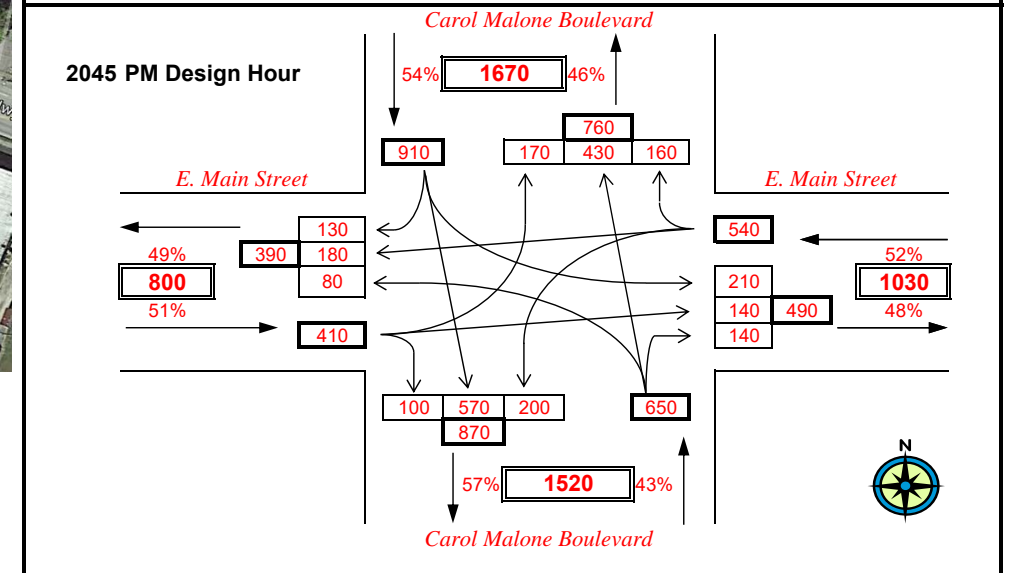 Carol Malone Boulevard
2045 PM Design Hour
54% 1670 46%
760
910 170 430 160
E. Main Street E. Main Street
130 540
49% 390 180 52%
800 80 210 1030
51% 140 490 48%
410 140
100 570 200 650
870
N
57% 1520 43%
Carol Malone Boulevard